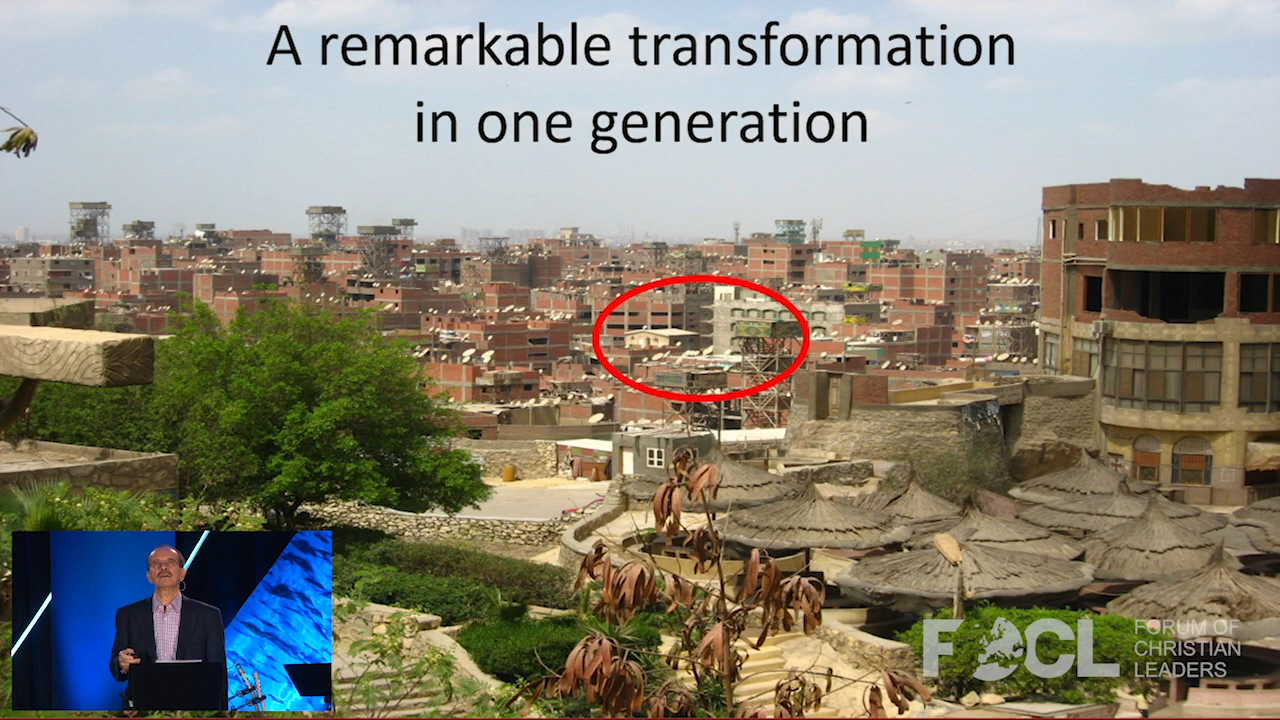 A remarkable transformation
in one generation
FOCL
FORUM OF
CHRISTIAN
LEADERS